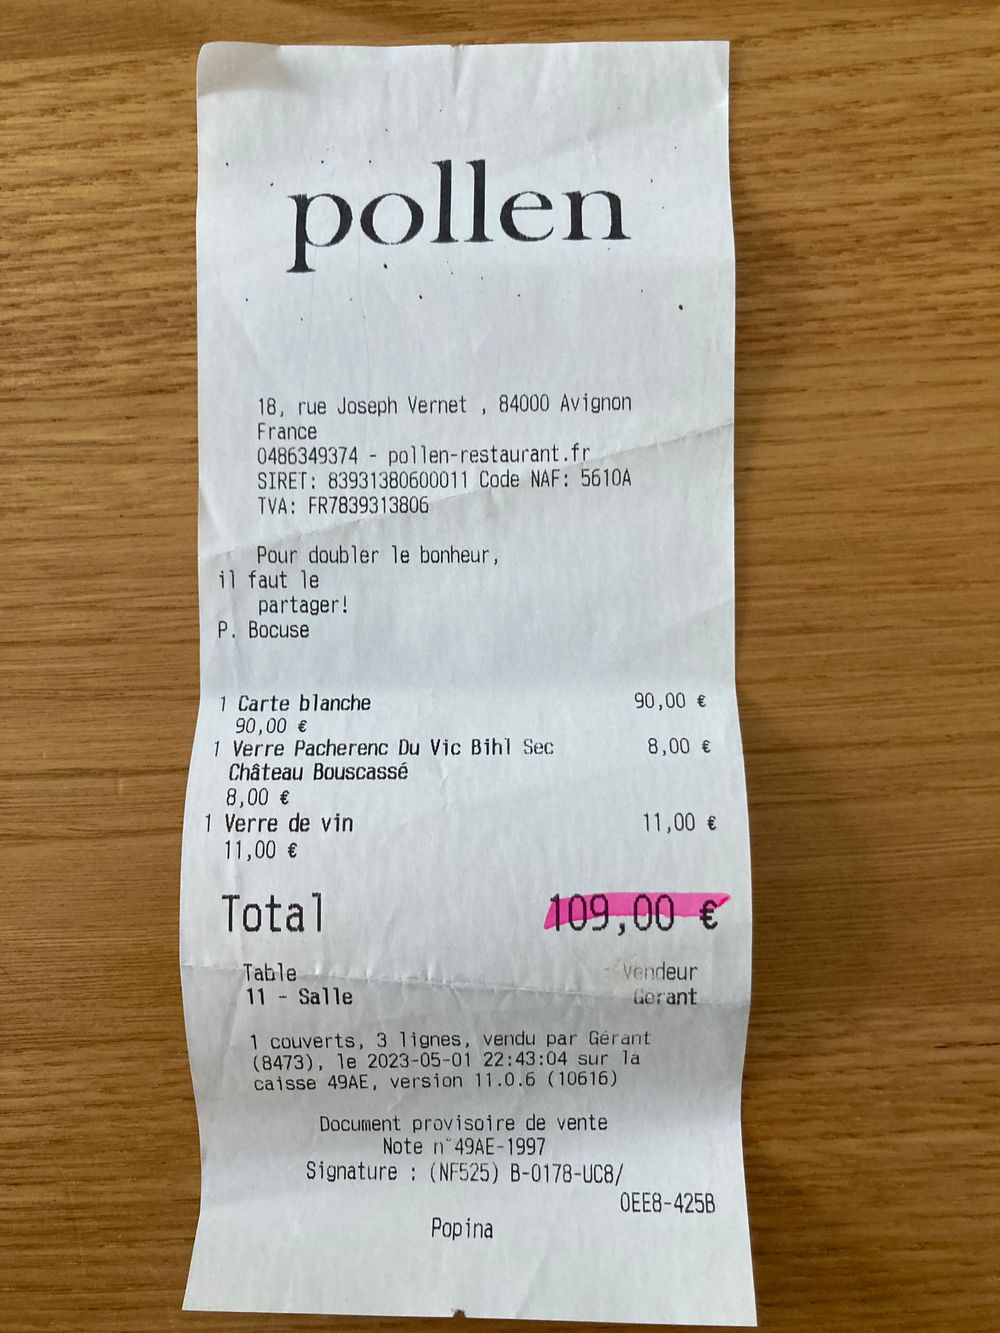 pollen
18, rue Joseph Vernet , 84000 Avignon
France
0486349374 - pollen-restaurant.fr
SIRET: 83931380600011 Code NAF: 5610A
TVA: FR7839313806
Pour doubler le bonheur,
il faut le
partager!
P. Bocuse
1 Carte blanche 90,00 €
90,00 €
1 Verre Pacherenc Du Vic Bihl Sec 8,00 €
Château Bouscassé
8,00 €
1 Verre de vin 11,00 €
11,00 €
Total 109,00 €
Table Vendeur
11 - Salle Gérant
1 couverts, 3 lignes, vendu par Gérant
(8473), le 2023-05-01 22:43:04 sur la
caisse 49AE, version 11.0.6 (10616)
Document provisoire de vente
Note n°49AE-1997
Signature : (NF525) B-0178-UC8/
0EE8-425B
Popina